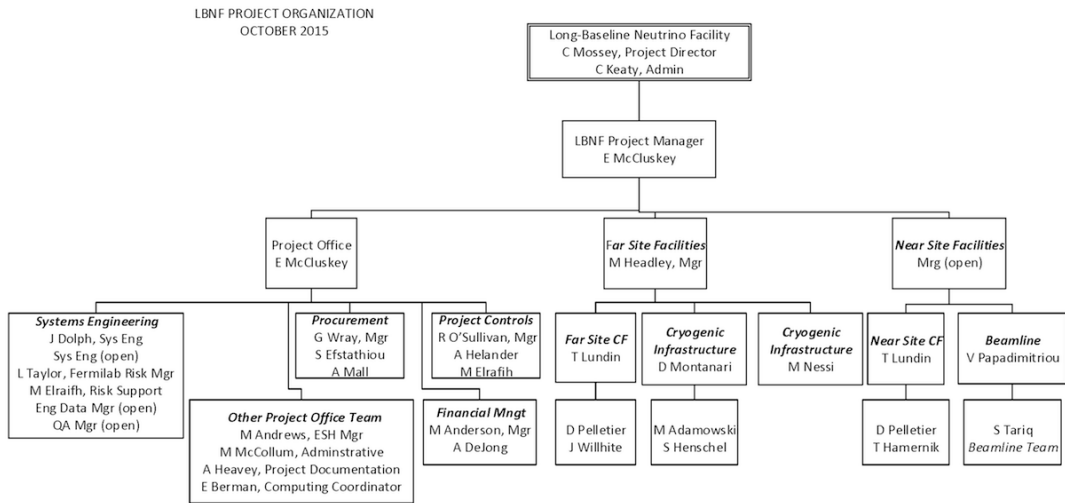 LBNF PROJECT ORGANIZATION
OCTOBER 2015
Long-Baseline Neutrino Facility
C Mossey, Project Director
C Keaty, Admin
LBNF Project Manager
E McCluskey
Project Office
E McCluskey
Far Site Facilities
M Headley, Mgr
Near Site Facilities
Mrg (open)
Systems Engineering
J Dolph, Sys Eng
Sys Eng (open)
L Taylor, Fermilab Risk Mgr
M Elraifh, Risk Support
Eng Data Mgr (open)
QA Mgr (open)
Procurement
G Wray, Mgr
S Efstathiou
A Mall
Project Controls
R O'Sullivan, Mgr
A Helander
M Elrafih
Other Project Office Team
M Andrews, ESH Mgr
M McCollum, Adminstrative
A Heavey, Project Documentation
E Berman, Computing Coordinator
Financial Mngt
M Anderson, Mgr
A DeJong
Far Site CF
T Lundin
D Pelletier
J Willhite
Cryogenic
Infrastructure
D Montanari
M Adamowski
S Henschel
Cryogenic
Infrastructure
M Nessi
Near Site CF
T Lundin
D Pelletier
T Hamernik
Beamline
V Papadimitriou
S Tariq
Beamline Team